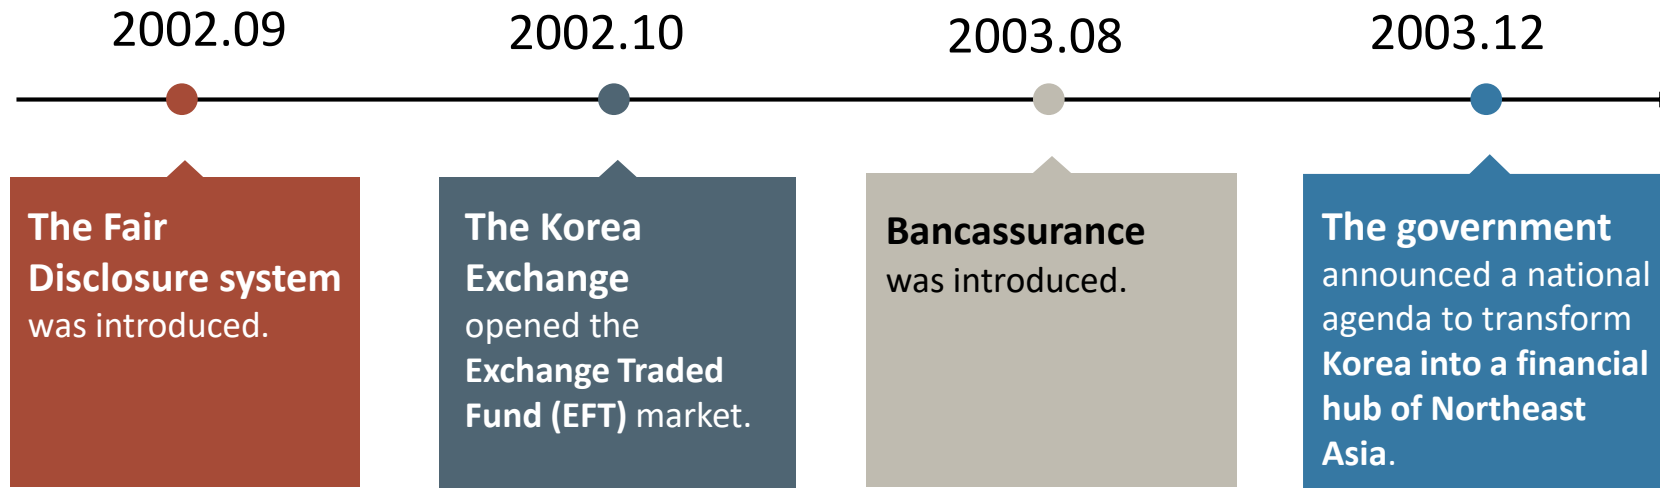 2002.09
2002.10
2003.08
2003.12
The Fair
Disclosure system
was introduced.
The Korea
Exchange
opened the
Exchange Traded
Fund (EFT) market.
Bancassurance
was introduced.
The government
announced a national
agenda to transform
Korea into a financial
hub of Northeast
Asia.